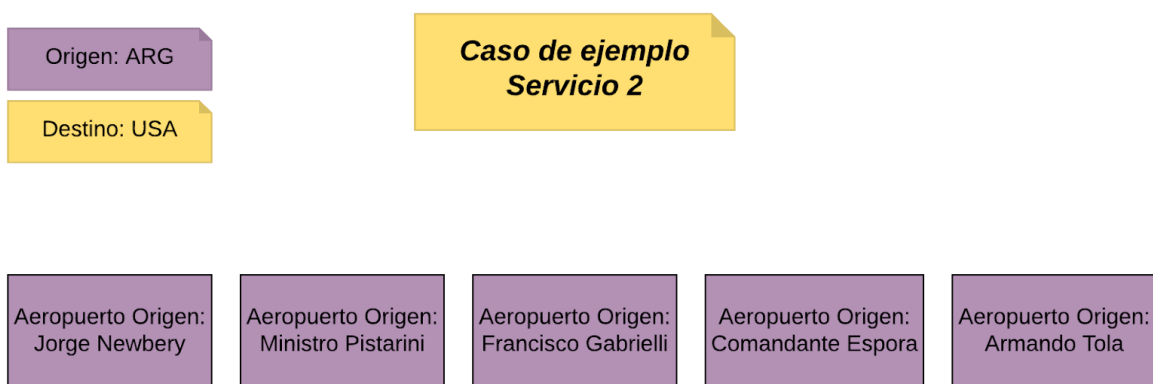 Origen: ARG
Caso de ejemplo
Servicio 2
Destino: USA
Aeropuerto Origen:
Jorge Newbery
Aeropuerto Origen:
Ministro Pistarini
Aeropuerto Origen:
Francisco Gabrielli
Aeropuerto Origen:
Comandante Espora
Aeropuerto Origen:
Armando Tola